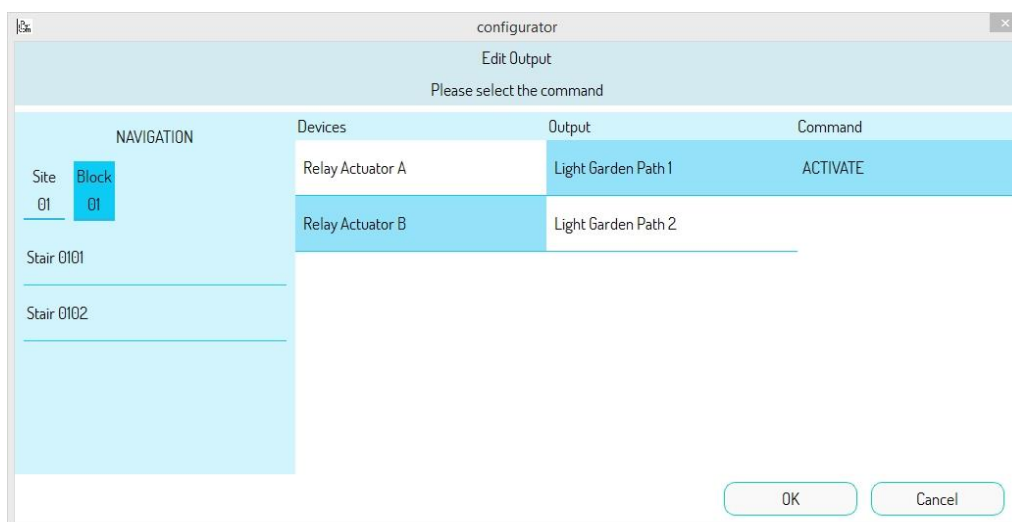 configurator
Edit Output
Please select the command
NAVIGATION
Site Block
01 01
Stair 0101
Stair 0102
Devices Output Command
Relay Actuator A Light Garden Path 1 ACTIVATE
Relay Actuator B Light Garden Path 2
OK Cancel